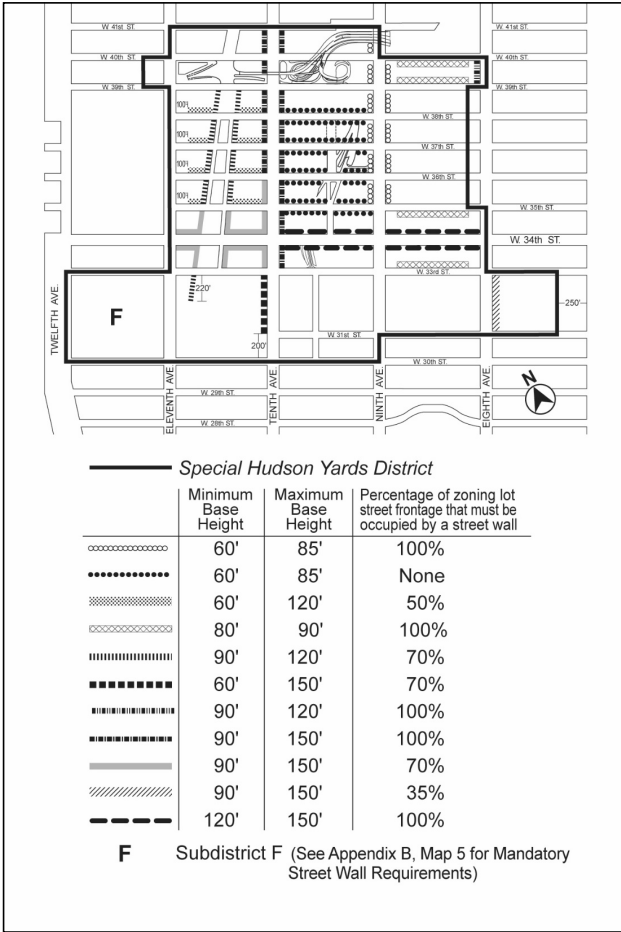 W. 41st ST.
W. 41st ST.
W. 40th ST.
W. 40th ST.
W. 39th ST.
W. 39th ST.
100'
W. 38th ST.
100'
W. 37th ST.
100'
W. 36th ST.
100'
W. 35th ST.
W. 34th ST.
W. 33rd ST.
TWELFTH AVE.
F
220'
250'
200'
W. 31st ST.
W. 30th ST.
ELEVENTH AVE.
TENTH AVE.
NINTH AVE.
EIGHTH AVE.
N
W. 29th ST.
W. 28th ST.
Special Hudson Yards District
Minimum Base Height
Maximum Base Height
Percentage of zoning lot street frontage that must be occupied by a street wall
60' 85' 100%
60' 85' None
60' 120' 50%
80' 90' 100%
90' 120' 70%
60' 150' 70%
90' 120' 100%
90' 150' 100%
90' 150' 70%
90' 150' 35%
120' 150' 100%
F Subdistrict F (See Appendix B, Map 5 for Mandatory
Street Wall Requirements)